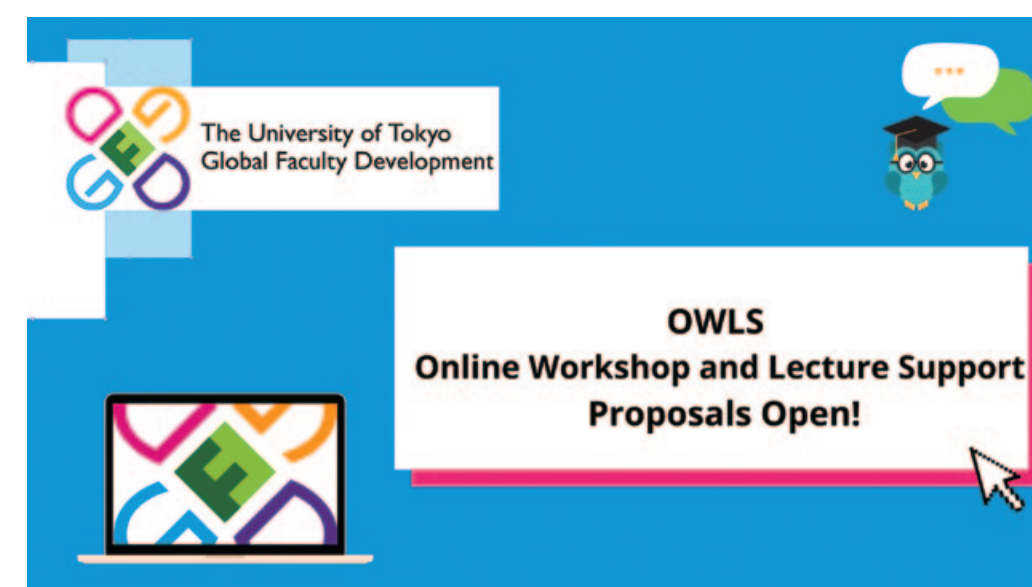 The University of Tokyo
Global Faculty Development
OWLS
Online Workshop and Lecture Support
Proposals Open!